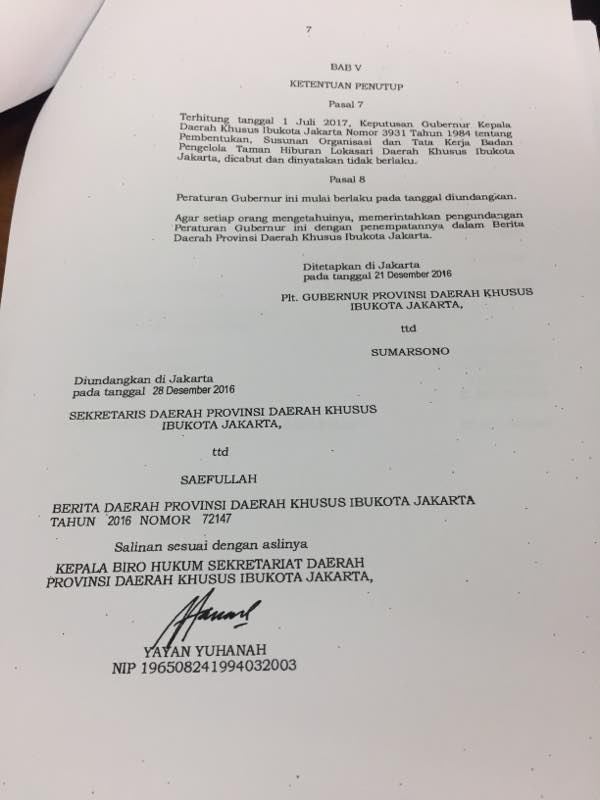 7
BAB V
KETENTUAN PENUTUP
Pasal 7
Terhitung tanggal 1 Juli 2017, Keputusan Gubernur Kepala
Daerah Khusus Ibukota Jakarta Nomor 3931 Tahun 1984 tentang
Pembentukan, Susunan Organisasi dan Tata Kerja Badan
Pengelola Taman Hiburan Lokasari Daerah Khusus Ibukota
Jakarta, dicabut dan dinyatakan tidak berlaku.
Pasal 8
Peraturan Gubernur ini mulai berlaku pada tanggal diundangkan.
Agar setiap orang mengetahuinya, memerintahkan pengundangan
Peraturan Gubernur ini dengan penempatannya dalam Berita
Daerah Provinsi Daerah Khusus Ibukota Jakarta.
Ditetapkan di Jakarta
pada tanggal 21 Desember 2016
Plt. GUBERNUR PROVINSI DAERAH KHUSUS
IBUKOTA JAKARTA,
ttd
SUMARSONO
Diundangkan di Jakarta
pada tanggal 28 Desember 2016
SEKRETARIS DAERAH PROVINSI DAERAH KHUSUS
IBUKOTA JAKARTA,
ttd
SAEFULLAH
BERITA DAERAH PROVINSI DAERAH KHUSUS IBUKOTA JAKARTA
TAHUN 2016 NOMOR 72147
Salinan sesuai dengan aslinya
KEPALA BIRO HUKUM SEKRETARIAT DAERAH
PROVINSI DAERAH KHUSUS IBUKOTA JAKARTA,
YAYAN YUHANAH
NIP 196508241994032003